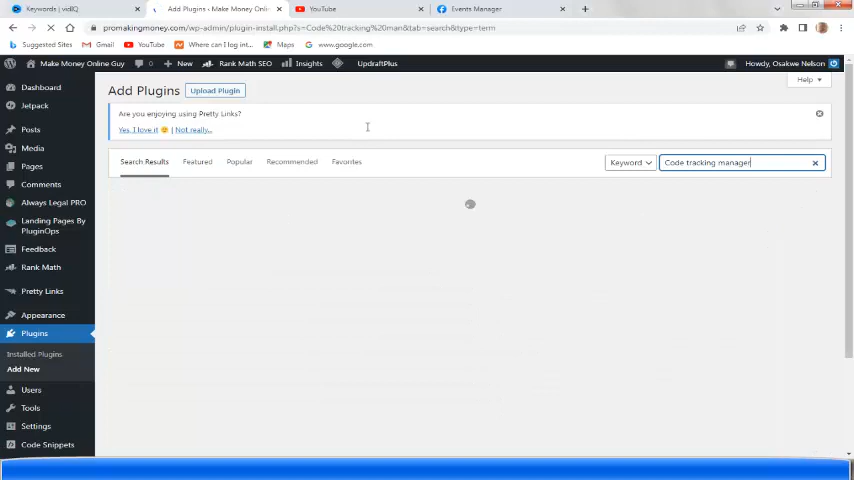 Keywords | vidIQ
Add Plugins ‹ Make Money Onlin
YouTube
Events Manager
promakingmoney.com/wp-admin/plugin-install.php?s=Code%20tracking%20man&tab=search&type=term
Suggested Sites
Gmail
YouTube
Where can I log int...
Maps
www.google.com
Make Money Online Guy
0
New
Rank Math SEO
Insights
UpdraftPlus
Howdy, Osakwe Nelson
Dashboard
Jetpack
Posts
Media
Pages
Comments
Always Legal PRO
Landing Pages By
PluginOps
Feedback
Rank Math
Pretty Links
Appearance
Plugins
Installed Plugins
Add New
Users
Tools
Settings
Code Snippets
Help
Add Plugins
Upload Plugin
Are you enjoying using Pretty Links?
Yes, I love it | Not really...
Search Results
Featured
Popular
Recommended
Favorites
Keyword
Code tracking manager